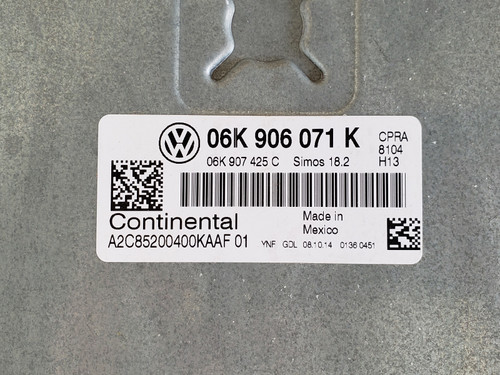 06K 906 071 K
CPRA
8104
H13
06K 907 425 C Simos 18.2
Continental
A2C85200400KAAF 01
Made in
Mexico
YNF GDL 08.10.14 0136 0451